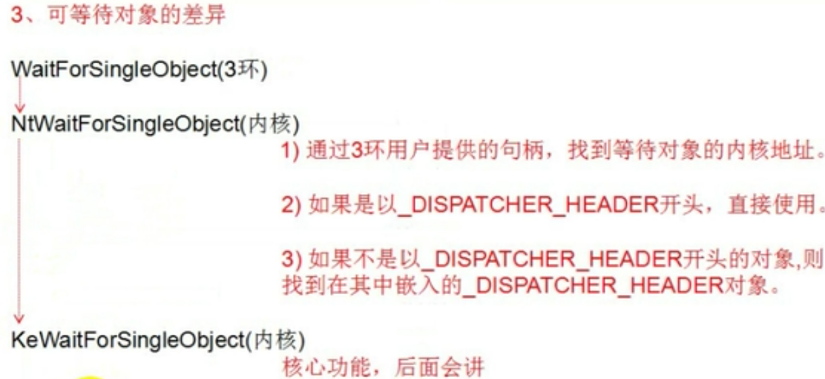 3、可等待对象的差异
WaitForSingleObject(3环)
NtWaitForSingleObject(内核)
1) 通过3环用户提供的句柄，找到等待对象的内核地址。
2) 如果是以_DISPATCHER_HEADER开头，直接使用。
3) 如果不是以_DISPATCHER_HEADER开头的对象,则
找到在其中嵌入的_DISPATCHER_HEADER对象。
KeWaitForSingleObject(内核)
核心功能，后面会讲